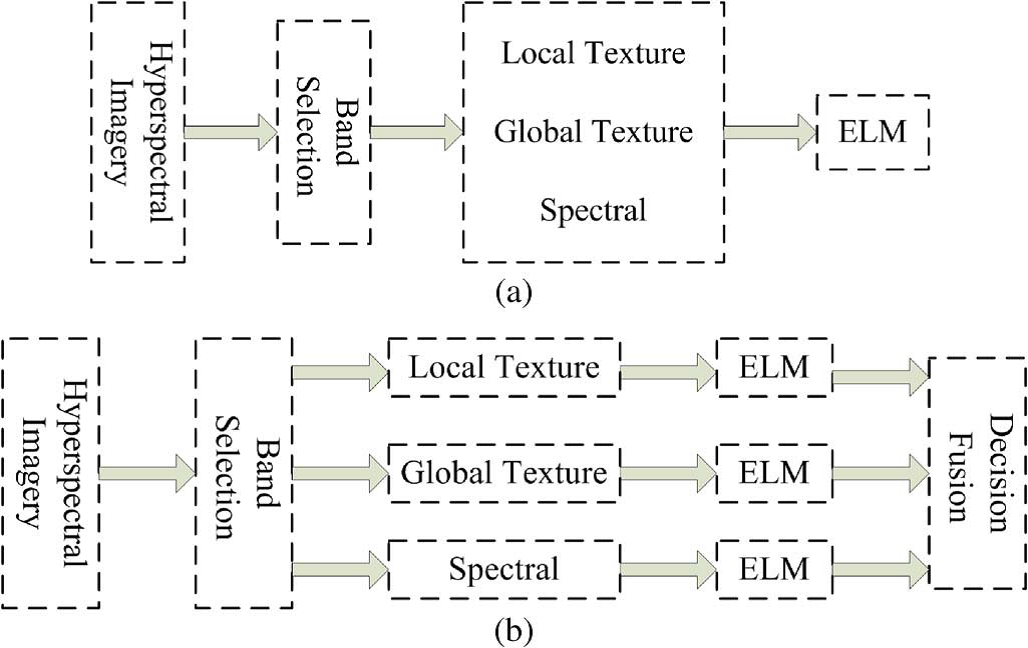 Hyperspectral
Imagery
Band
Selection
Local Texture
Global Texture
Spectral
ELM
(a)
Hyperspectral
Imagery
Band
Selection
Local Texture
ELM
Global Texture
ELM
Spectral
ELM
Decision
Fusion
(b)